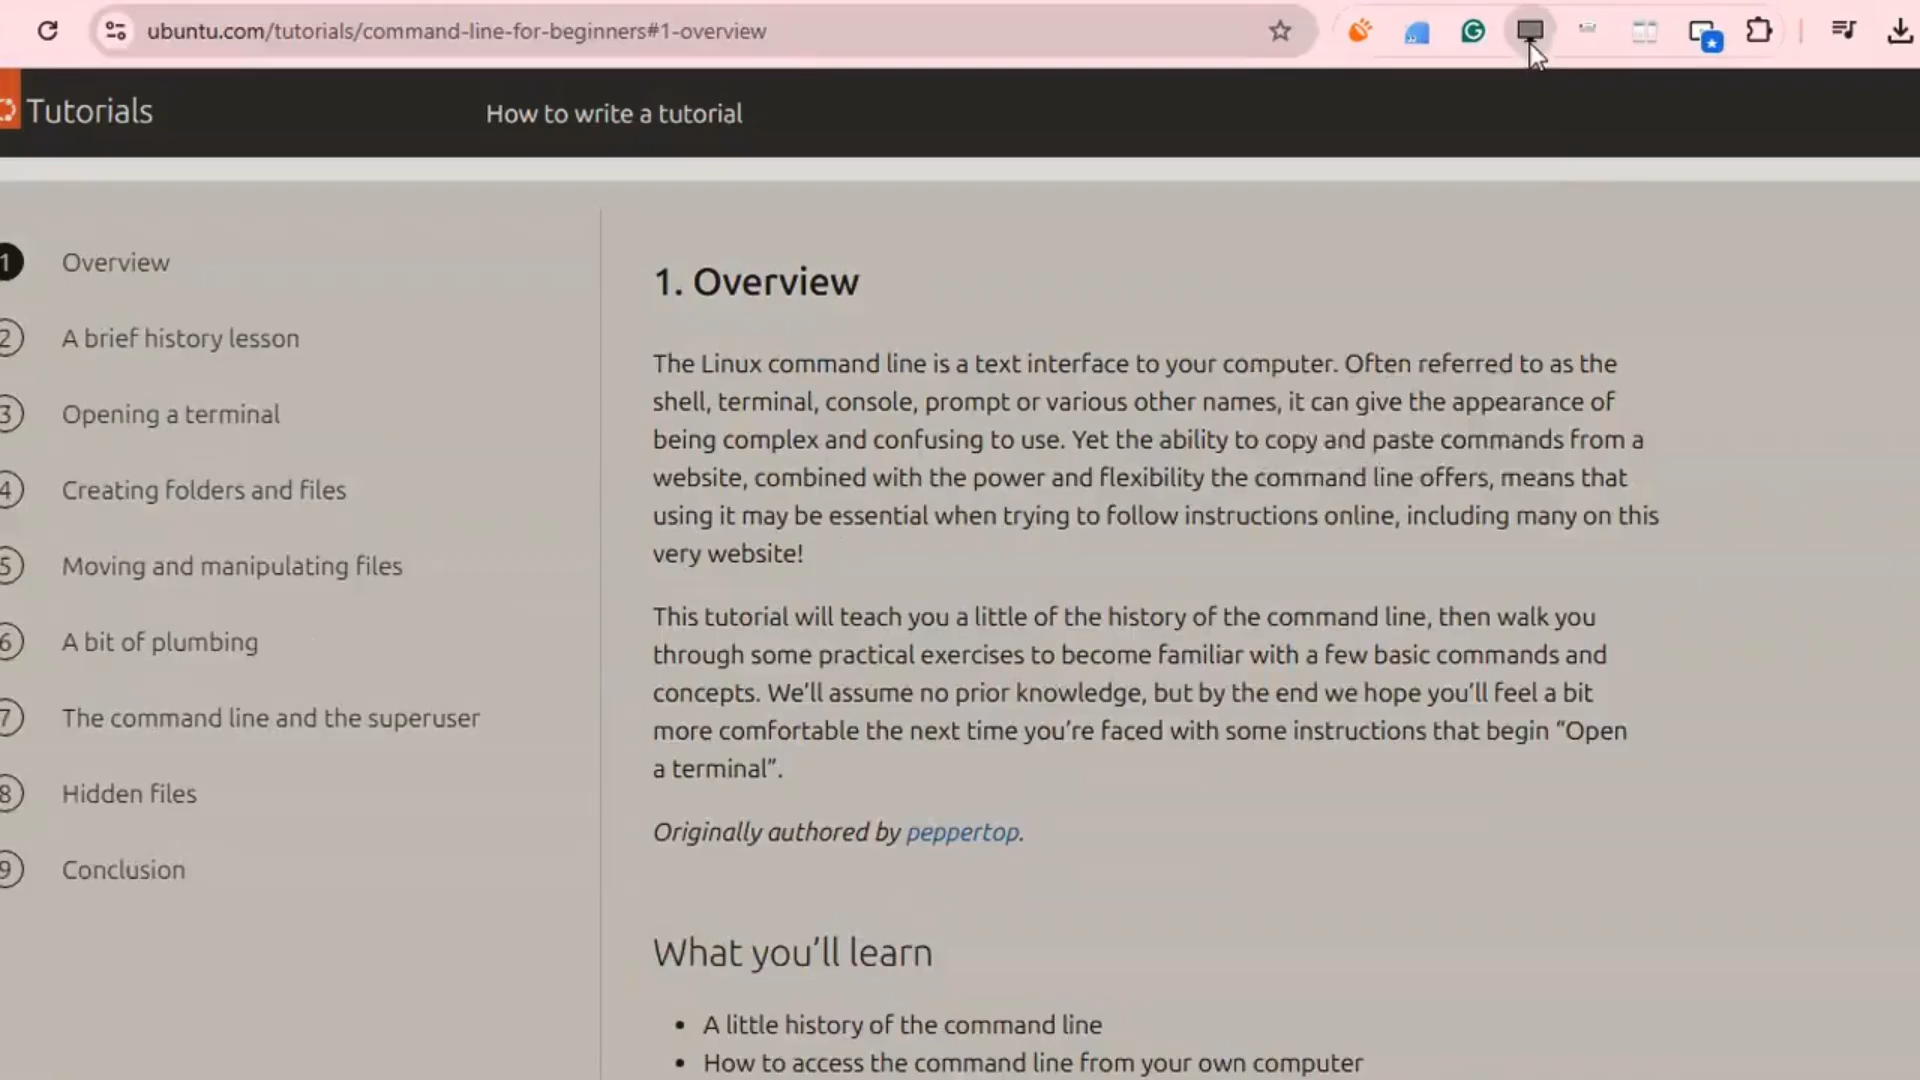 ubuntu.com/tutorials/command-line-for-beginners#1-overview
Tutorials
How to write a tutorial
1 Overview
2 A brief history lesson
3 Opening a terminal
4 Creating folders and files
5 Moving and manipulating files
6 A bit of plumbing
7 The command line and the superuser
8 Hidden files
9 Conclusion
1. Overview
The Linux command line is a text interface to your computer. Often referred to as the
shell, terminal, console, prompt or various other names, it can give the appearance of
being complex and confusing to use. Yet the ability to copy and paste commands from a
website, combined with the power and flexibility the command line offers, means that
using it may be essential when trying to follow instructions online, including many on this
very website!
This tutorial will teach you a little of the history of the command line, then walk you
through some practical exercises to become familiar with a few basic commands and
concepts. We’ll assume no prior knowledge, but by the end we hope you’ll feel a bit
more comfortable the next time you’re faced with some instructions that begin “Open
a terminal”.
Originally authored by peppertop.
What you’ll learn
• A little history of the command line
• How to access the command line from your own computer